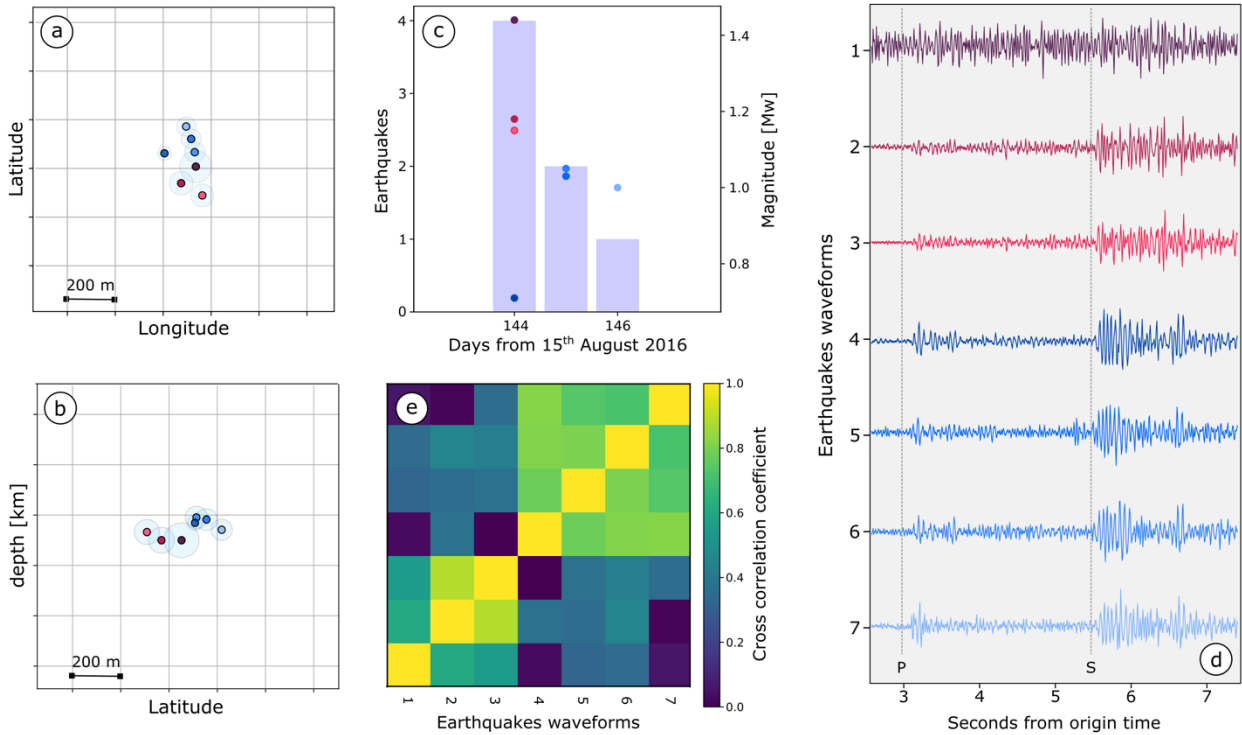 a
Latitude
200 m
Longitude
b
depth [km]
200 m
Latitude
c
4
3
2
1
0
Earthquakes
1.4
1.2
1.0
0.8
Magnitude [Mw]
144
146
Days from 15th August 2016
e
1.0
0.8
0.6
0.4
0.2
0.0
Cross correlation coefficient
1
2
3
4
5
6
7
Earthquakes waveforms
1
2
3
4
5
6
7
Earthquakes waveforms
P
S
d
3
4
5
6
7
Seconds from origin time